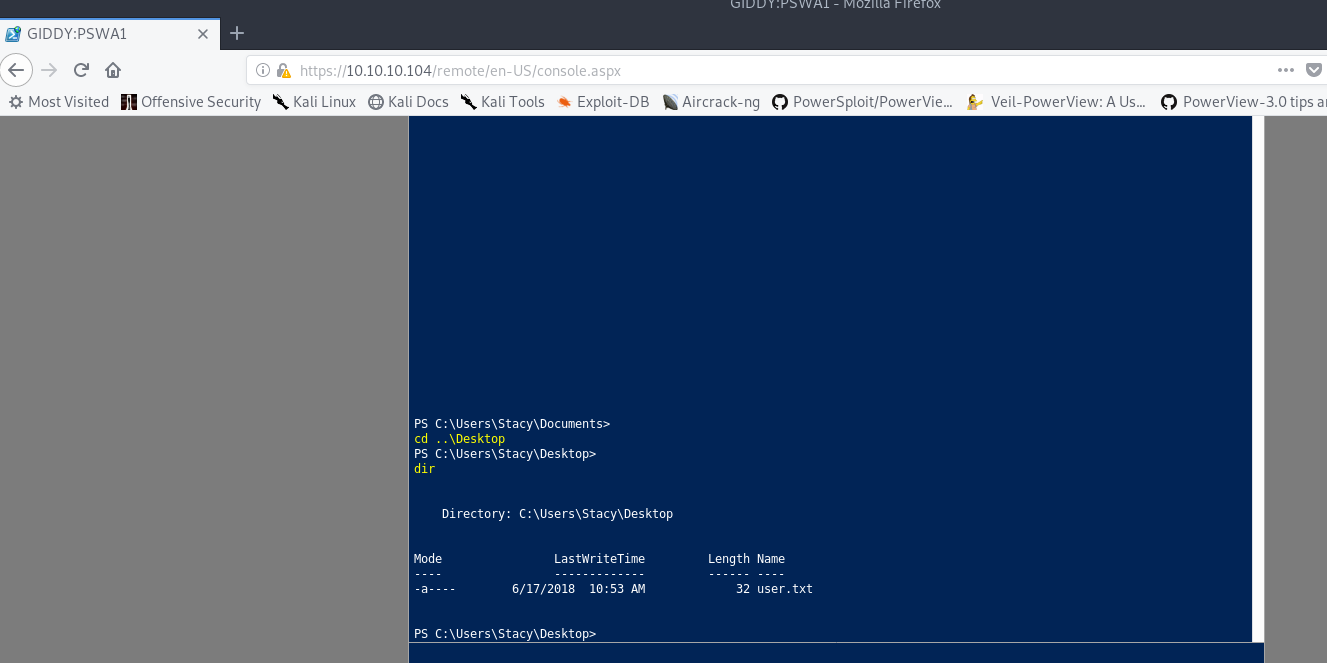 GIDDY:PSWA1 - Mozilla Firefox
GIDDY:PSWA1
https://10.10.10.104/remote/en-US/console.aspx
Most Visited Offensive Security Kali Linux Kali Docs Kali Tools Exploit-DB Aircrack-ng PowerSploit/PowerVie... Veil-PowerView: A Us... PowerView-3.0 tips a
PS C:\Users\Stacy\Documents>
cd ..\Desktop
PS C:\Users\Stacy\Desktop>
dir
Directory: C:\Users\Stacy\Desktop
Mode LastWriteTime Length Name
---- ------------- ------ ----
-a---- 6/17/2018 10:53 AM 32 user.txt
PS C:\Users\Stacy\Desktop>